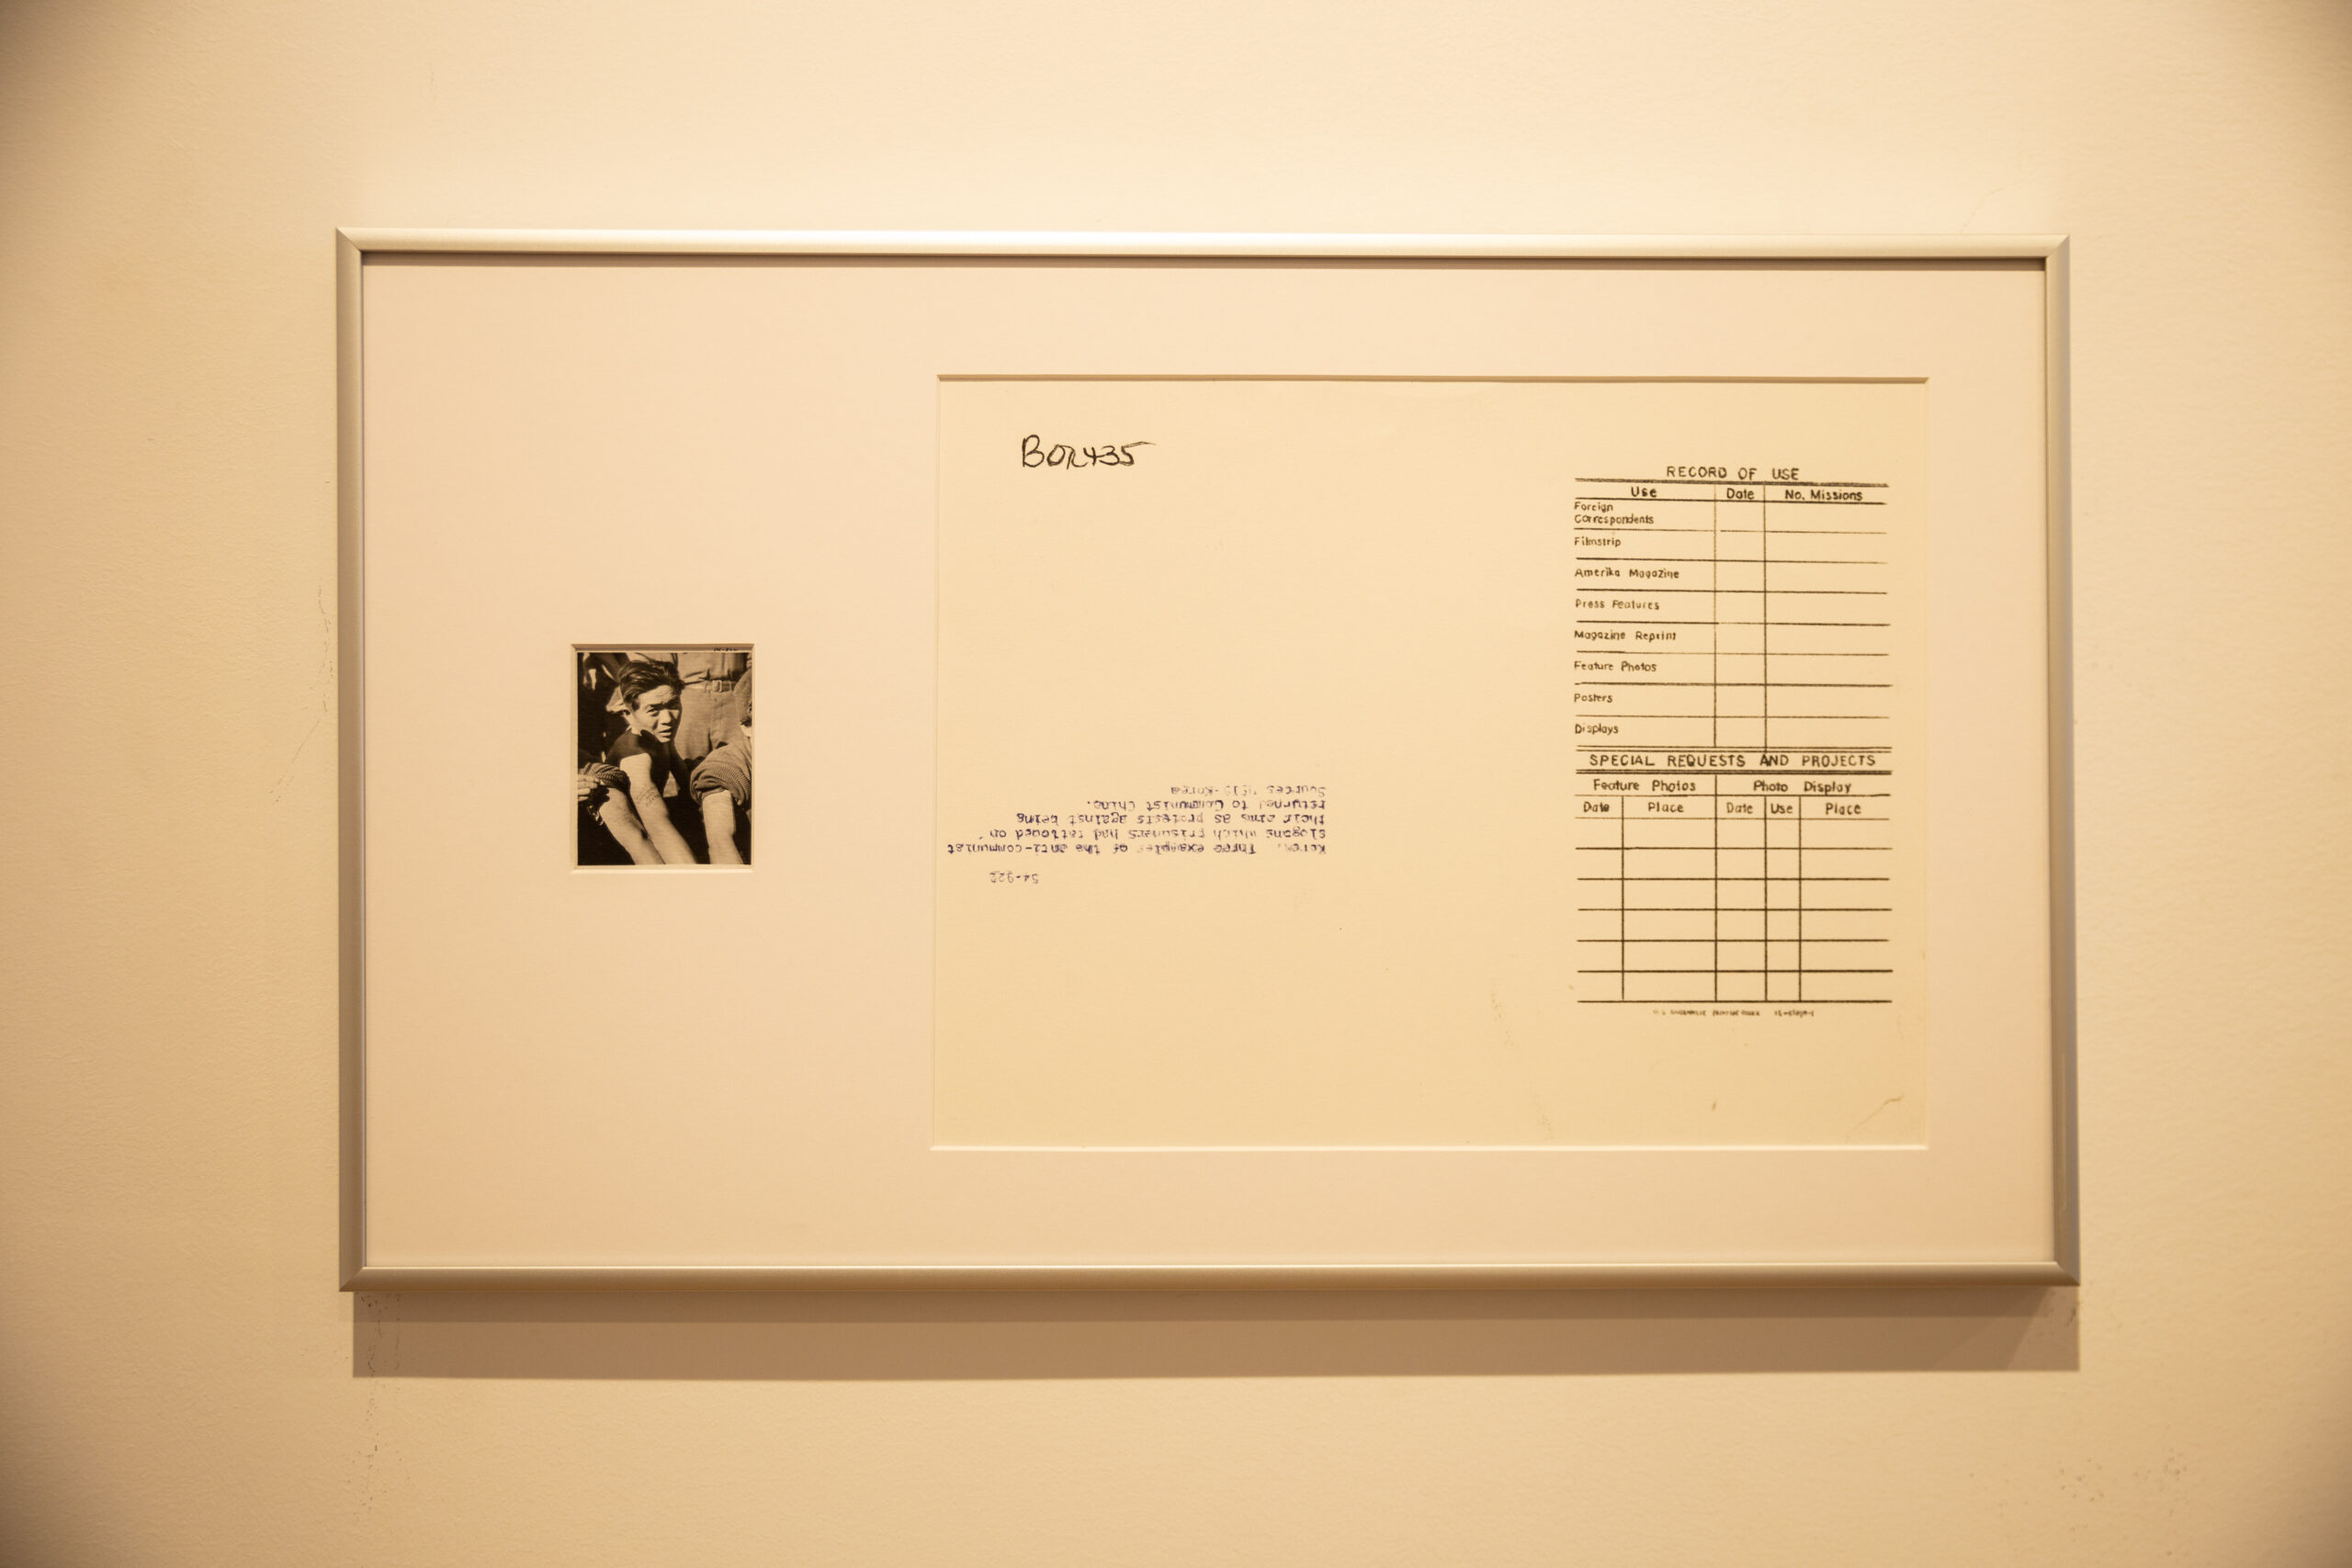 BOR435
RECORD OF USE
Use Date No. Missions
Foreign
Correspondents
Filmstrip
Amerika Magazine
Press Features
Magazine Reprint
Feature Photos
Posters
Displays
SPECIAL REQUESTS AND PROJECTS
Feature Photos Photo Display
Date Place Date Use Place
54-922
Korea. Three examples of the anti-communist
slogans which prisoners had tattooed on
their arms as protests against being
returned to Communist China.
Sources USIS-Korea